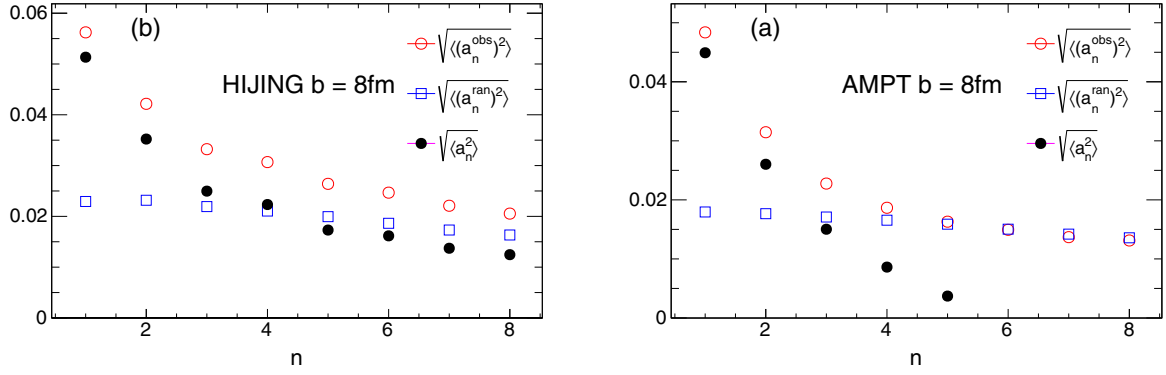 (b)
HIJING b = 8fm
√⟨(a_n^obs)²⟩
√⟨(a_n^ran)²⟩
√⟨a_n²⟩
0.06
0.04
0.02
0
2
4
6
8
n
(a)
AMPT b = 8fm
√⟨(a_n^obs)²⟩
√⟨(a_n^ran)²⟩
√⟨a_n²⟩
0.04
0.02
0
2
4
6
8
n